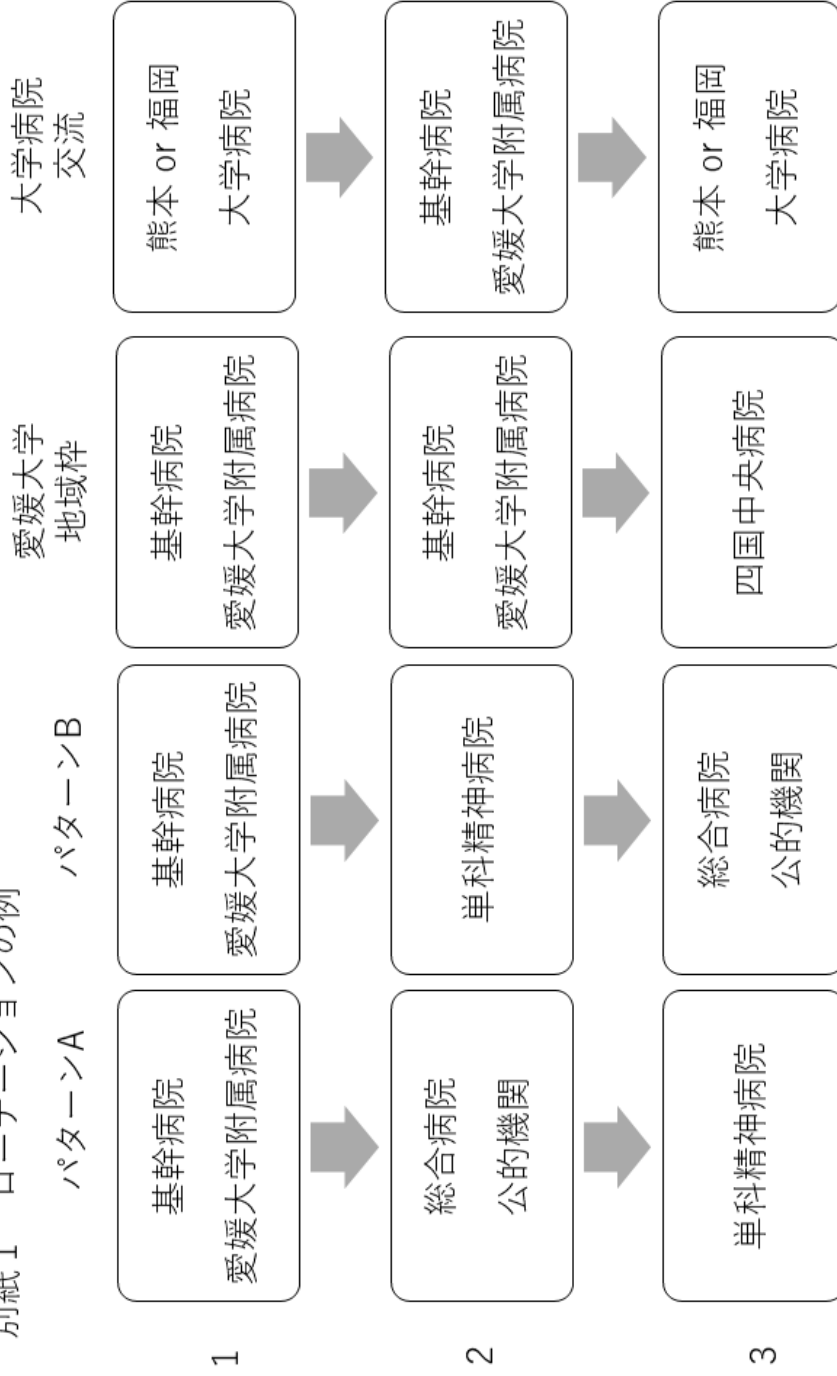 別紙1 ローテーションの例
パターンA
パターンB
愛媛大学
地域枠
大学病院
交流
1
基幹病院
愛媛大学附属病院
基幹病院
愛媛大学附属病院
基幹病院
愛媛大学附属病院
熊本 or 福岡
大学病院
2
総合病院
公的機関
単科精神病院
基幹病院
愛媛大学附属病院
基幹病院
愛媛大学附属病院
3
単科精神病院
総合病院
公的機関
四国中央病院
熊本 or 福岡
大学病院